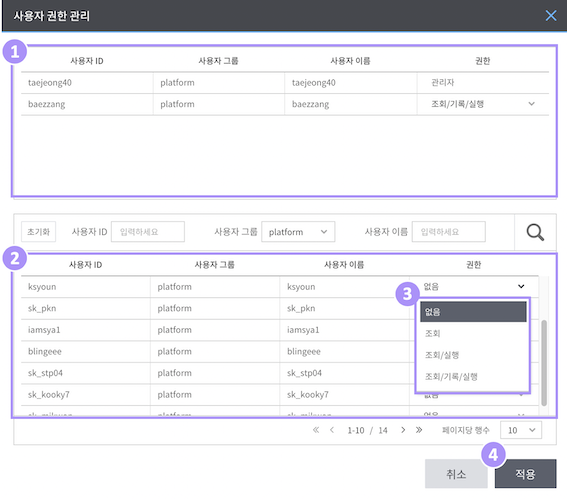 사용자 권한 관리
1
사용자 ID 사용자 그룹 사용자 이름 권한
taejeong40 platform taejeong40 관리자
baezzang platform baezzang 조회/기록/실행
초기화 사용자 ID 입력하세요 사용자 그룹 platform 사용자 이름 입력하세요
2
사용자 ID 사용자 그룹 사용자 이름 권한
ksyoun platform ksyoun 없음
3
sk_pkn platform sk_pkn 없음
iamsya1 platform iamsya1 조회
blingeee platform blingeee 조회/실행
sk_stp04 platform sk_stp04 조회/기록/실행
sk_kooky7 platform sk_kooky7 없음
platform
1-10 / 14 페이지당 행수 10
4
취소 적용